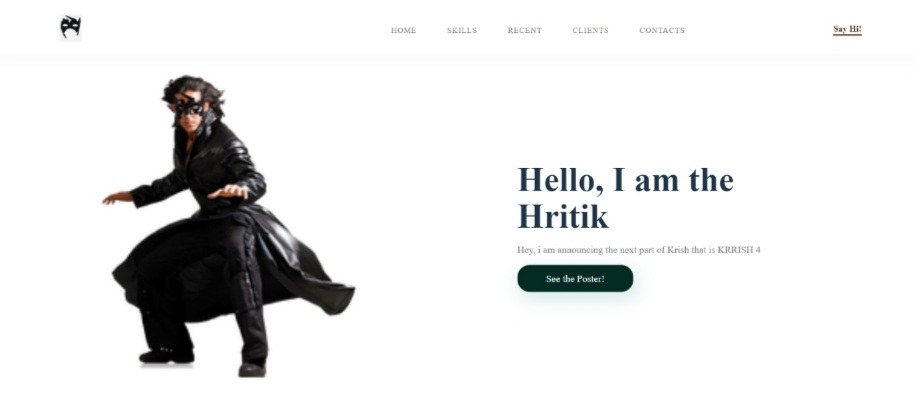 HOME SKILLS RECENT CLIENTS CONTACTS Say Hi!
Hello, I am the
Hritik
Hey, i am announcing the next part of Krish that is KRRISH 4
See the Poster!